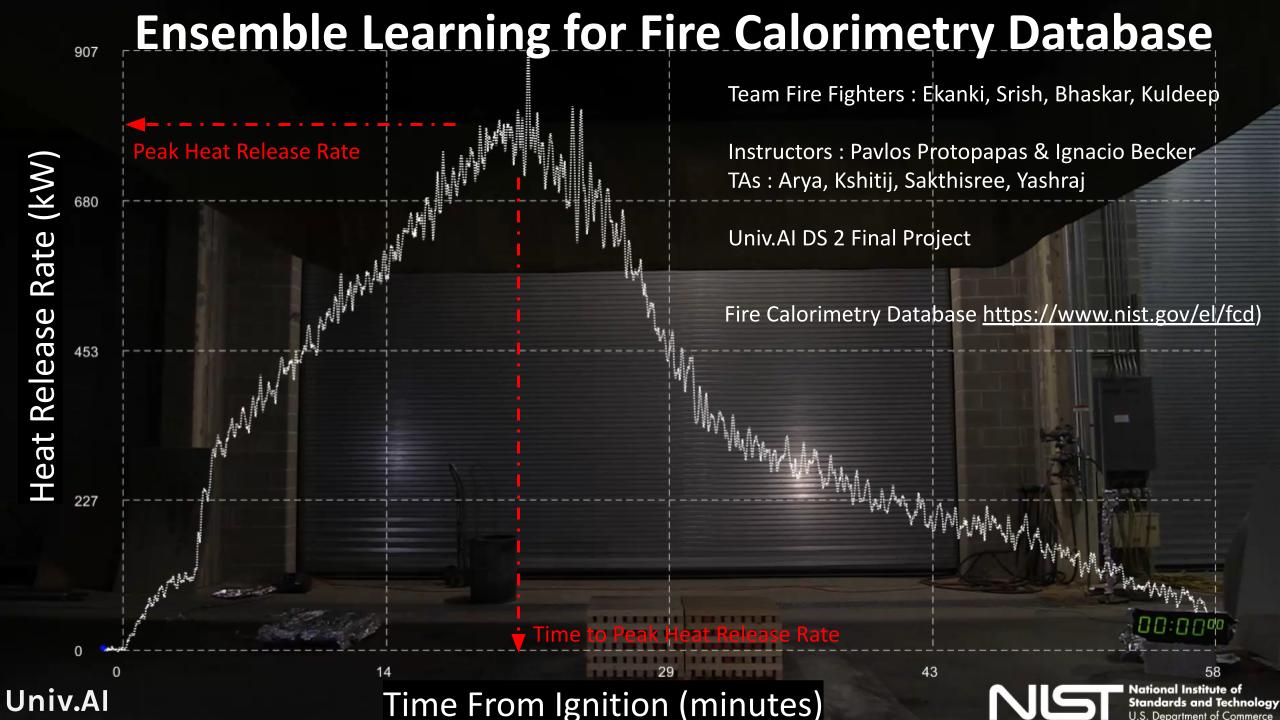 Ensemble Learning for Fire Calorimetry Database
907
Team Fire Fighters : Ekanki, Srish, Bhaskar, Kuldeep
Peak Heat Release Rate
Instructors : Pavlos Protopapas & Ignacio Becker
TAs : Arya, Kshitij, Sakthisree, Yashraj
680
Univ.AI DS 2 Final Project
Fire Calorimetry Database https://www.nist.gov/el/fcd)
Heat Release Rate (kW)
453
227
00:00:00
Time to Peak Heat Release Rate
0
0 14 29 43 58
Univ.AI
Time From Ignition (minutes)
NIST
National Institute of
Standards and Technology
U.S. Department of Commerce